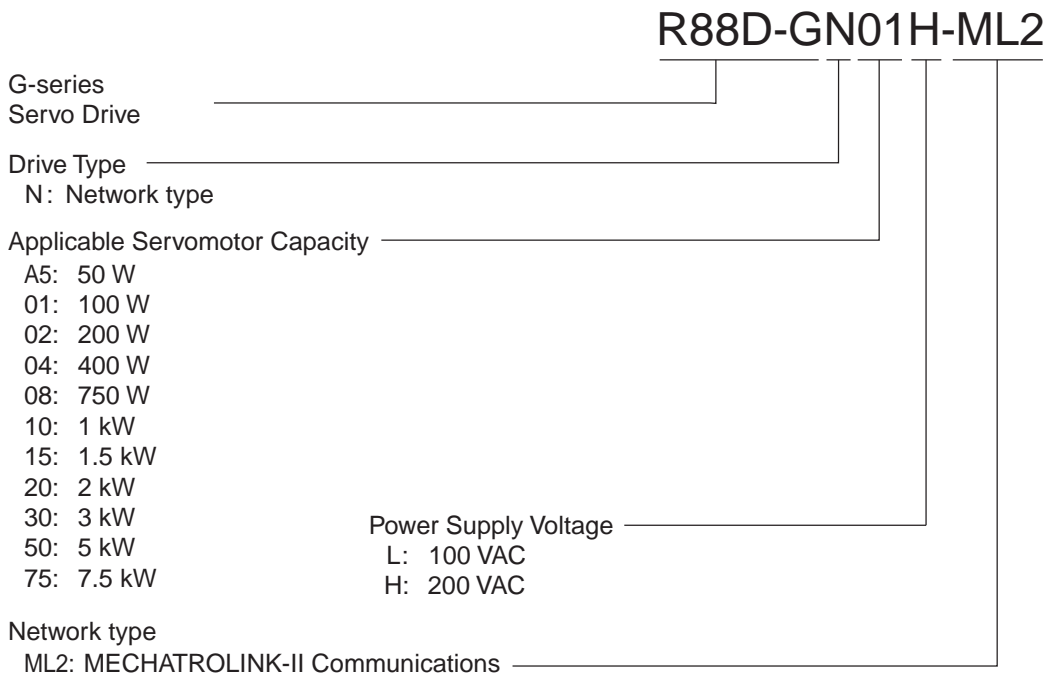 R88D-GN01H-ML2
G-series
Servo Drive
Drive Type
N: Network type
Applicable Servomotor Capacity
A5: 50 W
01: 100 W
02: 200 W
04: 400 W
08: 750 W
10: 1 kW
15: 1.5 kW
20: 2 kW
30: 3 kW
50: 5 kW
75: 7.5 kW
Power Supply Voltage
L: 100 VAC
H: 200 VAC
Network type
ML2: MECHATROLINK-II Communications